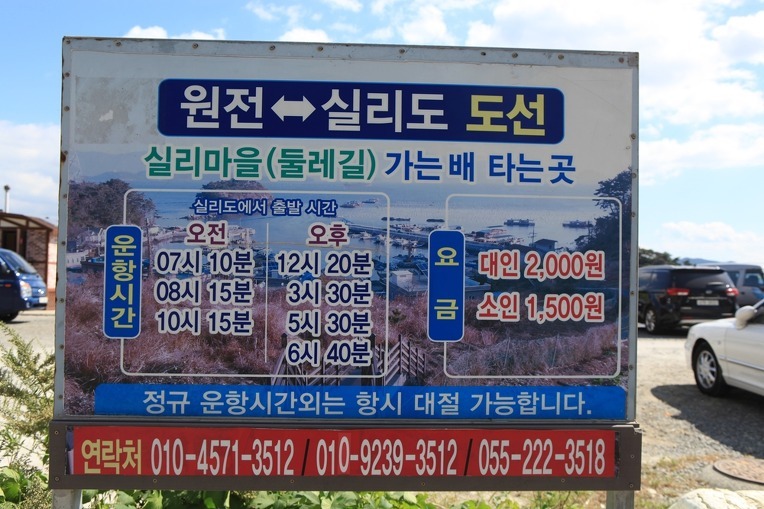 원전↔실리도 도선
실리마을(둘레길) 가는배 타는곳
실리도에서 출발 시간
운항시간
오전 오후
07시 10분 12시 20분
08시 15분 3시 30분
10시 15분 5시 30분
6시 40분
요금
대인 2,000원
소인 1,500원
정규 운항시간외는 항시 대절 가능합니다.
연락처 010-4571-3512 / 010-9239-3512 / 055-222-3518